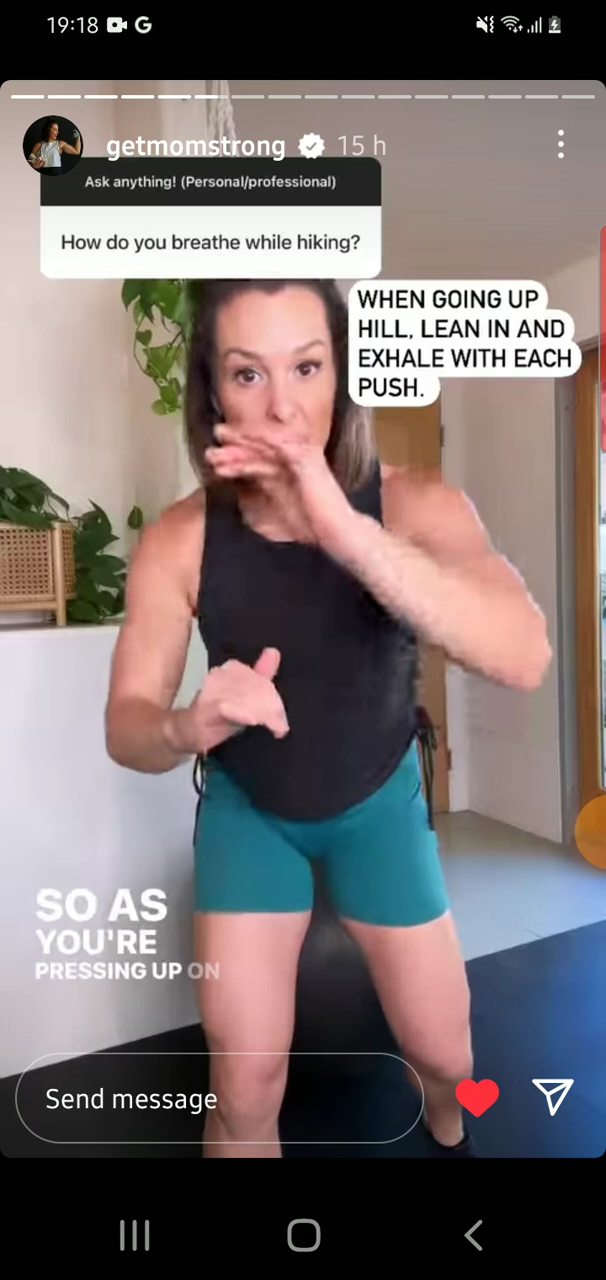 19:18 G
getmomstrong 15 h
Ask anything! (Personal/professional)
How do you breathe while hiking?
WHEN GOING UP
HILL, LEAN IN AND
EXHALE WITH EACH
PUSH.
SO AS
YOU'RE
PRESSING UP ON
Send message